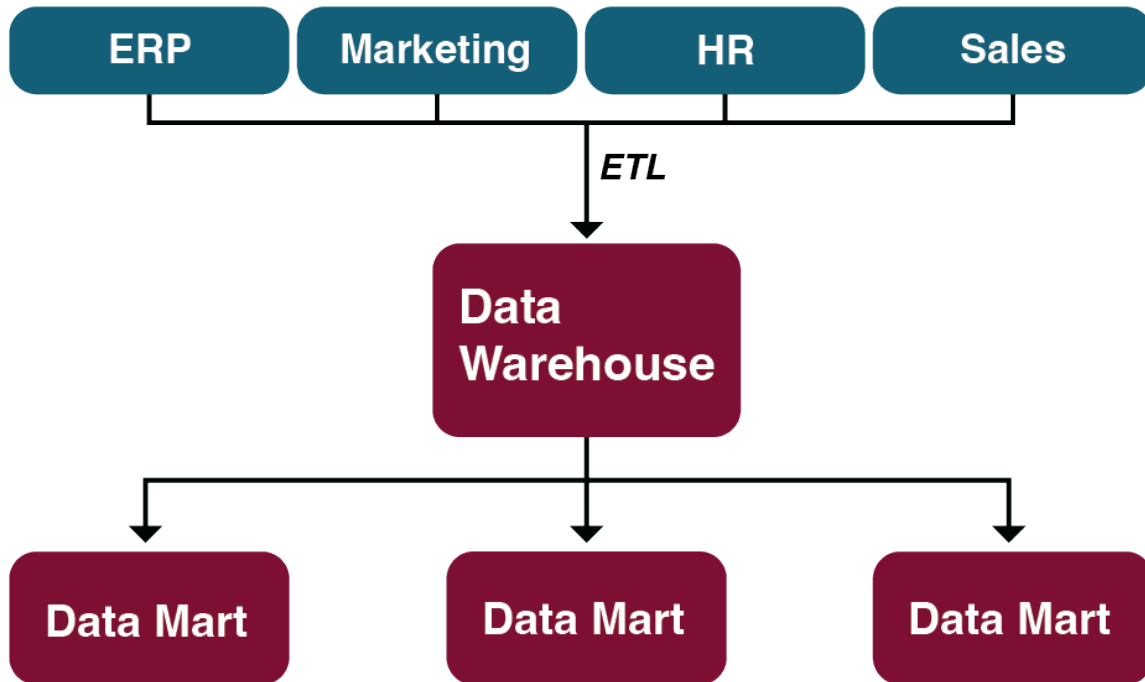 ERP
Marketing
HR
Sales
ETL
Data
Warehouse
Data Mart
Data Mart
Data Mart